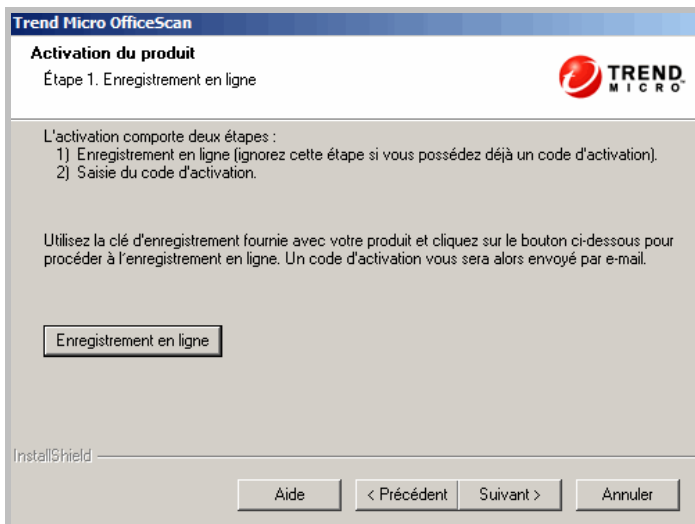 Trend Micro OfficeScan
Activation du produit
Étape 1. Enregistrement en ligne
TREND
MICRO
L'activation comporte deux étapes :
1) Enregistrement en ligne (ignorez cette étape si vous possédez déjà un code d'activation).
2) Saisie du code d'activation.
Utilisez la clé d'enregistrement fournie avec votre produit et cliquez sur le bouton ci-dessous pour
procéder à l'enregistrement en ligne. Un code d'activation vous sera alors envoyé par e-mail.
Enregistrement en ligne
InstallShield
Aide
< Précédent
Suivant >
Annuler